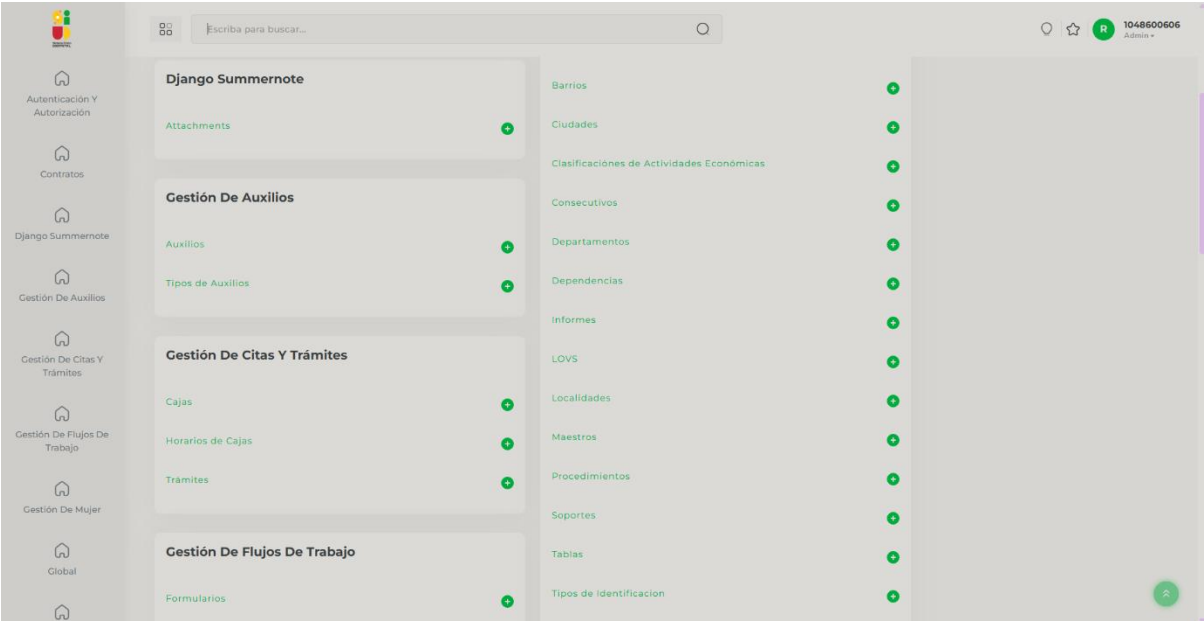 Escriba para buscar...
R
1048600606
Admin
Autenticación Y
Autorización
Contratos
Django Summernote
Gestión De Auxilios
Gestión De Citas Y
Trámites
Gestión De Flujos De
Trabajo
Gestión De Mujer
Global
Django Summernote
Attachments
Gestión De Auxilios
Auxilios
Tipos de Auxilios
Gestión De Citas Y Trámites
Cajas
Horarios de Cajas
Trámites
Gestión De Flujos De Trabajo
Formularios
Barrios
Ciudades
Clasificaciónes de Actividades Económicas
Consecutivos
Departamentos
Dependencias
Informes
LOVS
Localidades
Maestros
Procedimientos
Soportes
Tablas
Tipos de Identificacion